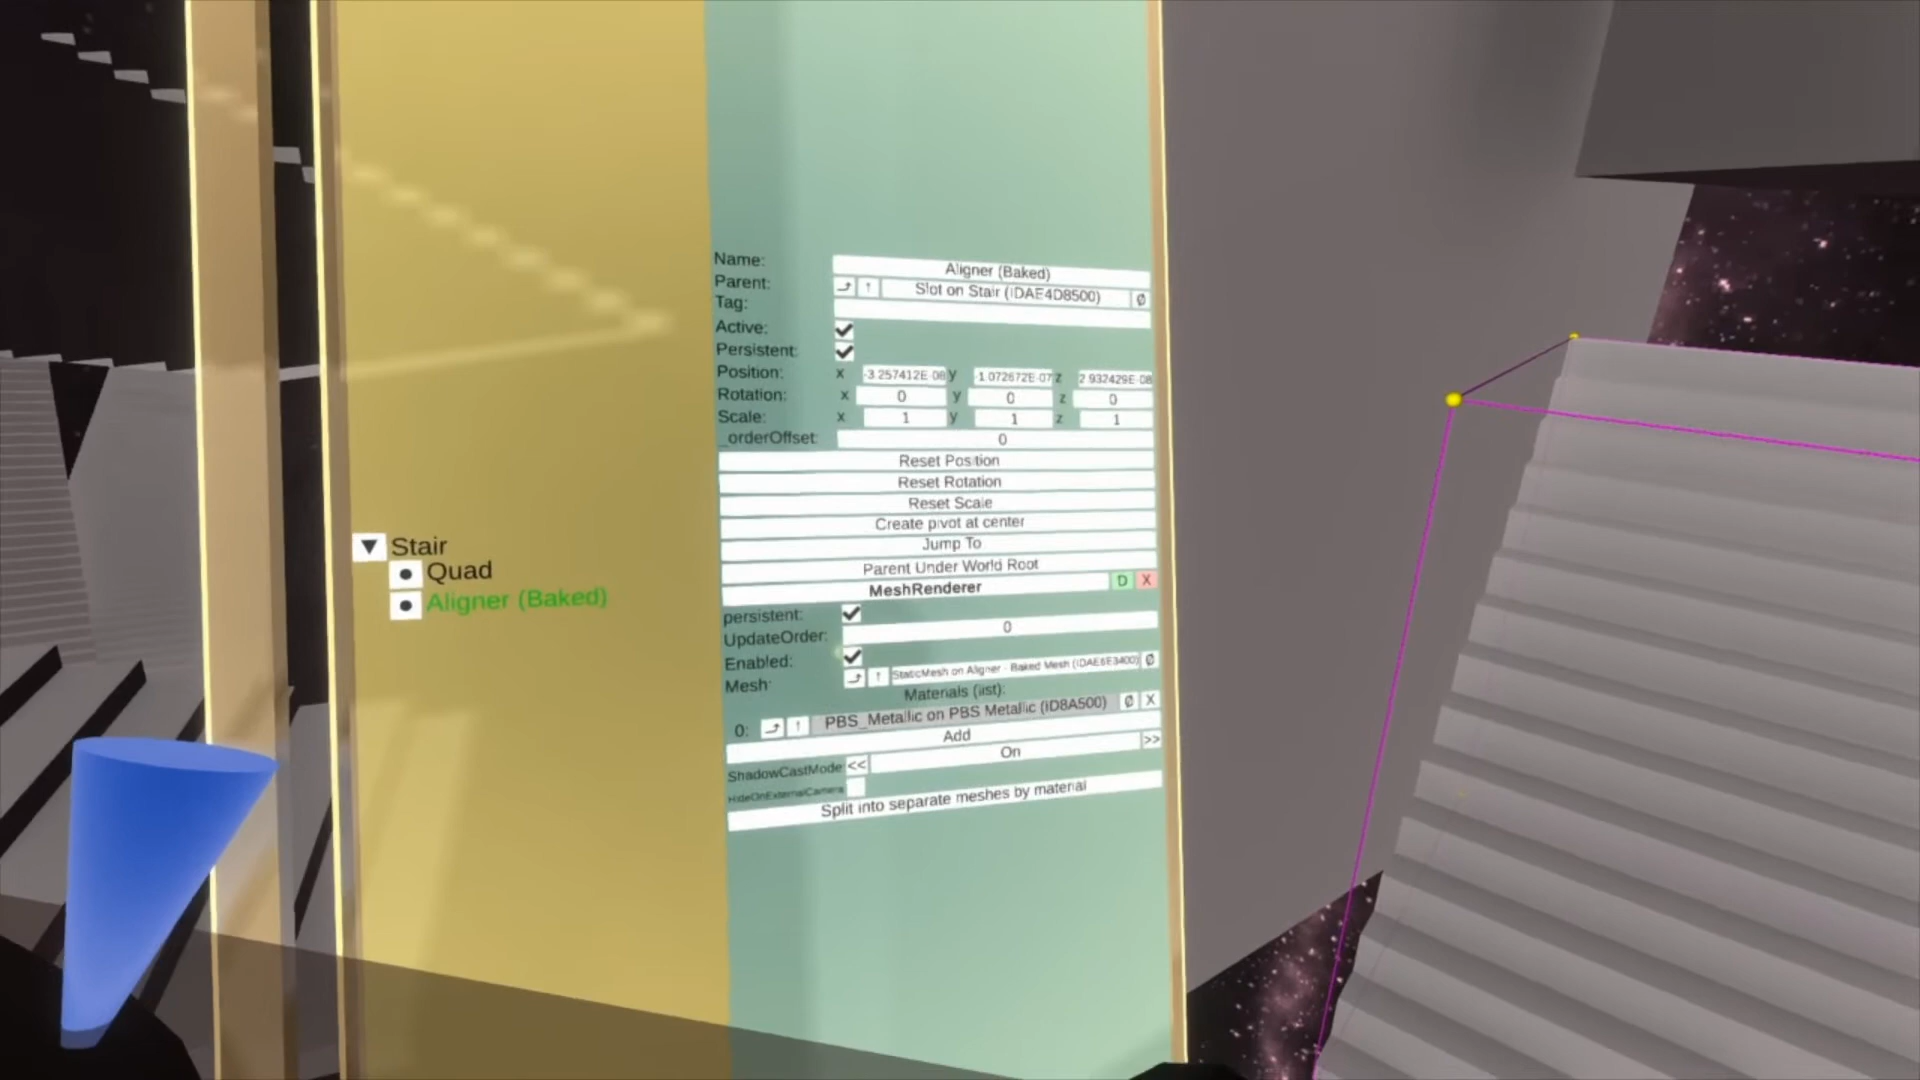 Stair
Quad
Aligner (Baked)
Name: Aligner (Baked)
Parent: Slot on Stair (IDAE4D8500) Ø
Tag:
Active:
Persistent:
Position: x -3.257412E-08 y -1.072672E-07 z 2.932429E-08
Rotation: x 0 y 0 z 0
Scale: x 1 y 1 z 1
_orderOffset: 0
Reset Position
Reset Rotation
Reset Scale
Create pivot at center
Jump To
Parent Under World Root
MeshRenderer D X
persistent:
UpdateOrder: 0
Enabled:
Mesh: StaticMesh on Aligner - Baked Mesh (IDAE6E3400) Ø
Materials (list):
0: PBS_Metallic on PBS Metallic (ID8A500) Ø X
Add
ShadowCastMode: << On >>
HideOnExternalCamera
Split into separate meshes by material